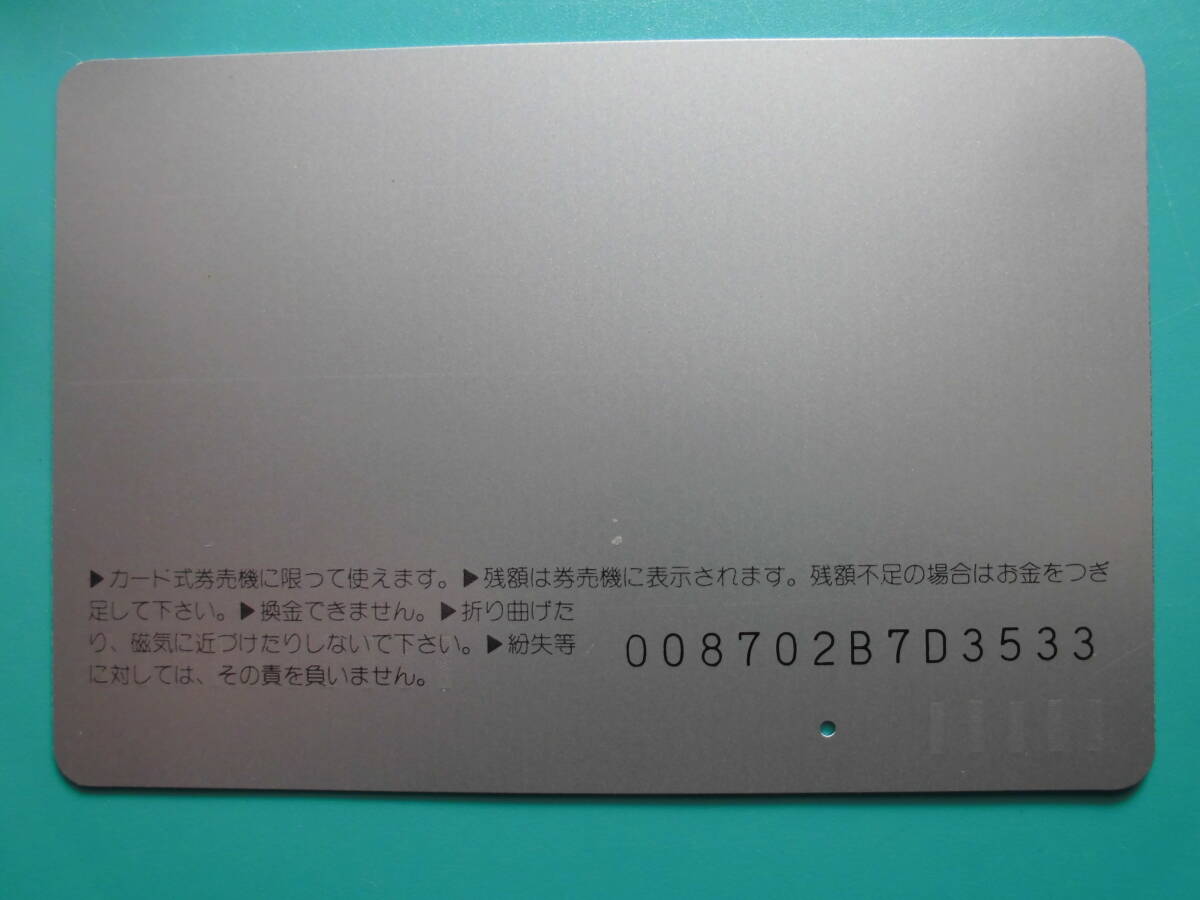 ▶カード式券売機に限って使えます。▶残額は券売機に表示されます。残額不足の場合はお金をつぎ
足して下さい。▶換金できません。▶折り曲げた
り、磁気に近づけたりしないで下さい。▶紛失等
に対しては、その責を負いません。
008702B7D3533